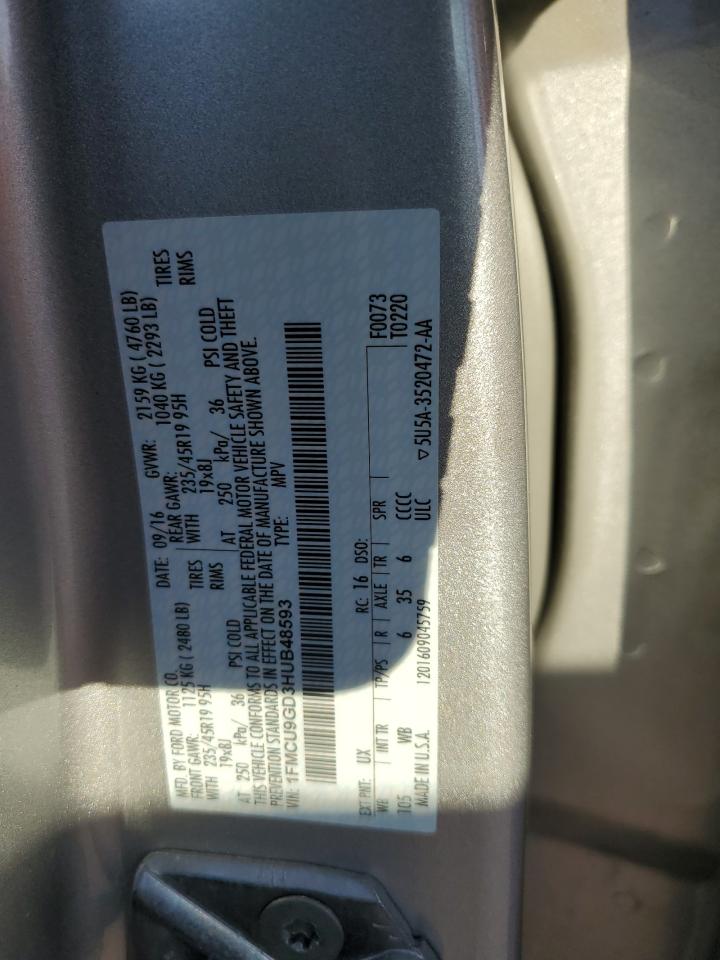 MFD. BY FORD MOTOR CO.
DATE: 09/16 GVWR: 2159 KG ( 4760 LB)
FRONT GAWR: 1125 KG ( 2480 LB) REAR GAWR: 1040 KG ( 2293 LB)
WITH 235/45R19 95H TIRES WITH 235/45R19 95H TIRES
19x8J RIMS 19x8J RIMS
AT 250 kPa/ 36 PSI COLD AT 250 kPa/ 36 PSI COLD
THIS VEHICLE CONFORMS TO ALL APPLICABLE FEDERAL MOTOR VEHICLE SAFETY AND THEFT
PREVENTION STANDARDS IN EFFECT ON THE DATE OF MANUFACTURE SHOWN ABOVE.
VIN: 1FMCU9GD3HUB48593 TYPE: MPV
EXT PNT: UX RC: 16 DSO: F0073
T0220
WB INT TR TP/PS R AXLE TR SPR
105 WB 6 35 6 CCCC
ULC
MADE IN U.S.A. 1201609045759 ▽5U5A-3520472-AA